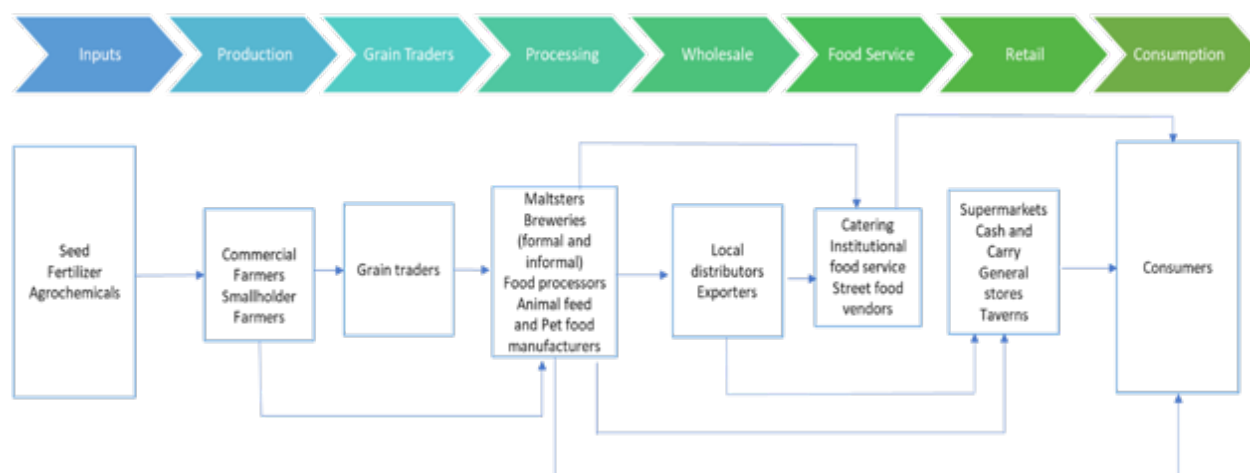 Inputs
Production
Grain Traders
Processing
Wholesale
Food Service
Retail
Consumption
Seed
Fertilizer
Agrochemicals
Commercial
Farmers
Smallholder
Farmers
Grain traders
Maltsters
Breweries
(formal and
informal)
Food processors
Animal feed
and Pet food
manufacturers
Local
distributors
Exporters
Catering
Institutional
food service
Street food
vendors
Supermarkets
Cash and
Carry
General
stores
Taverns
Consumers